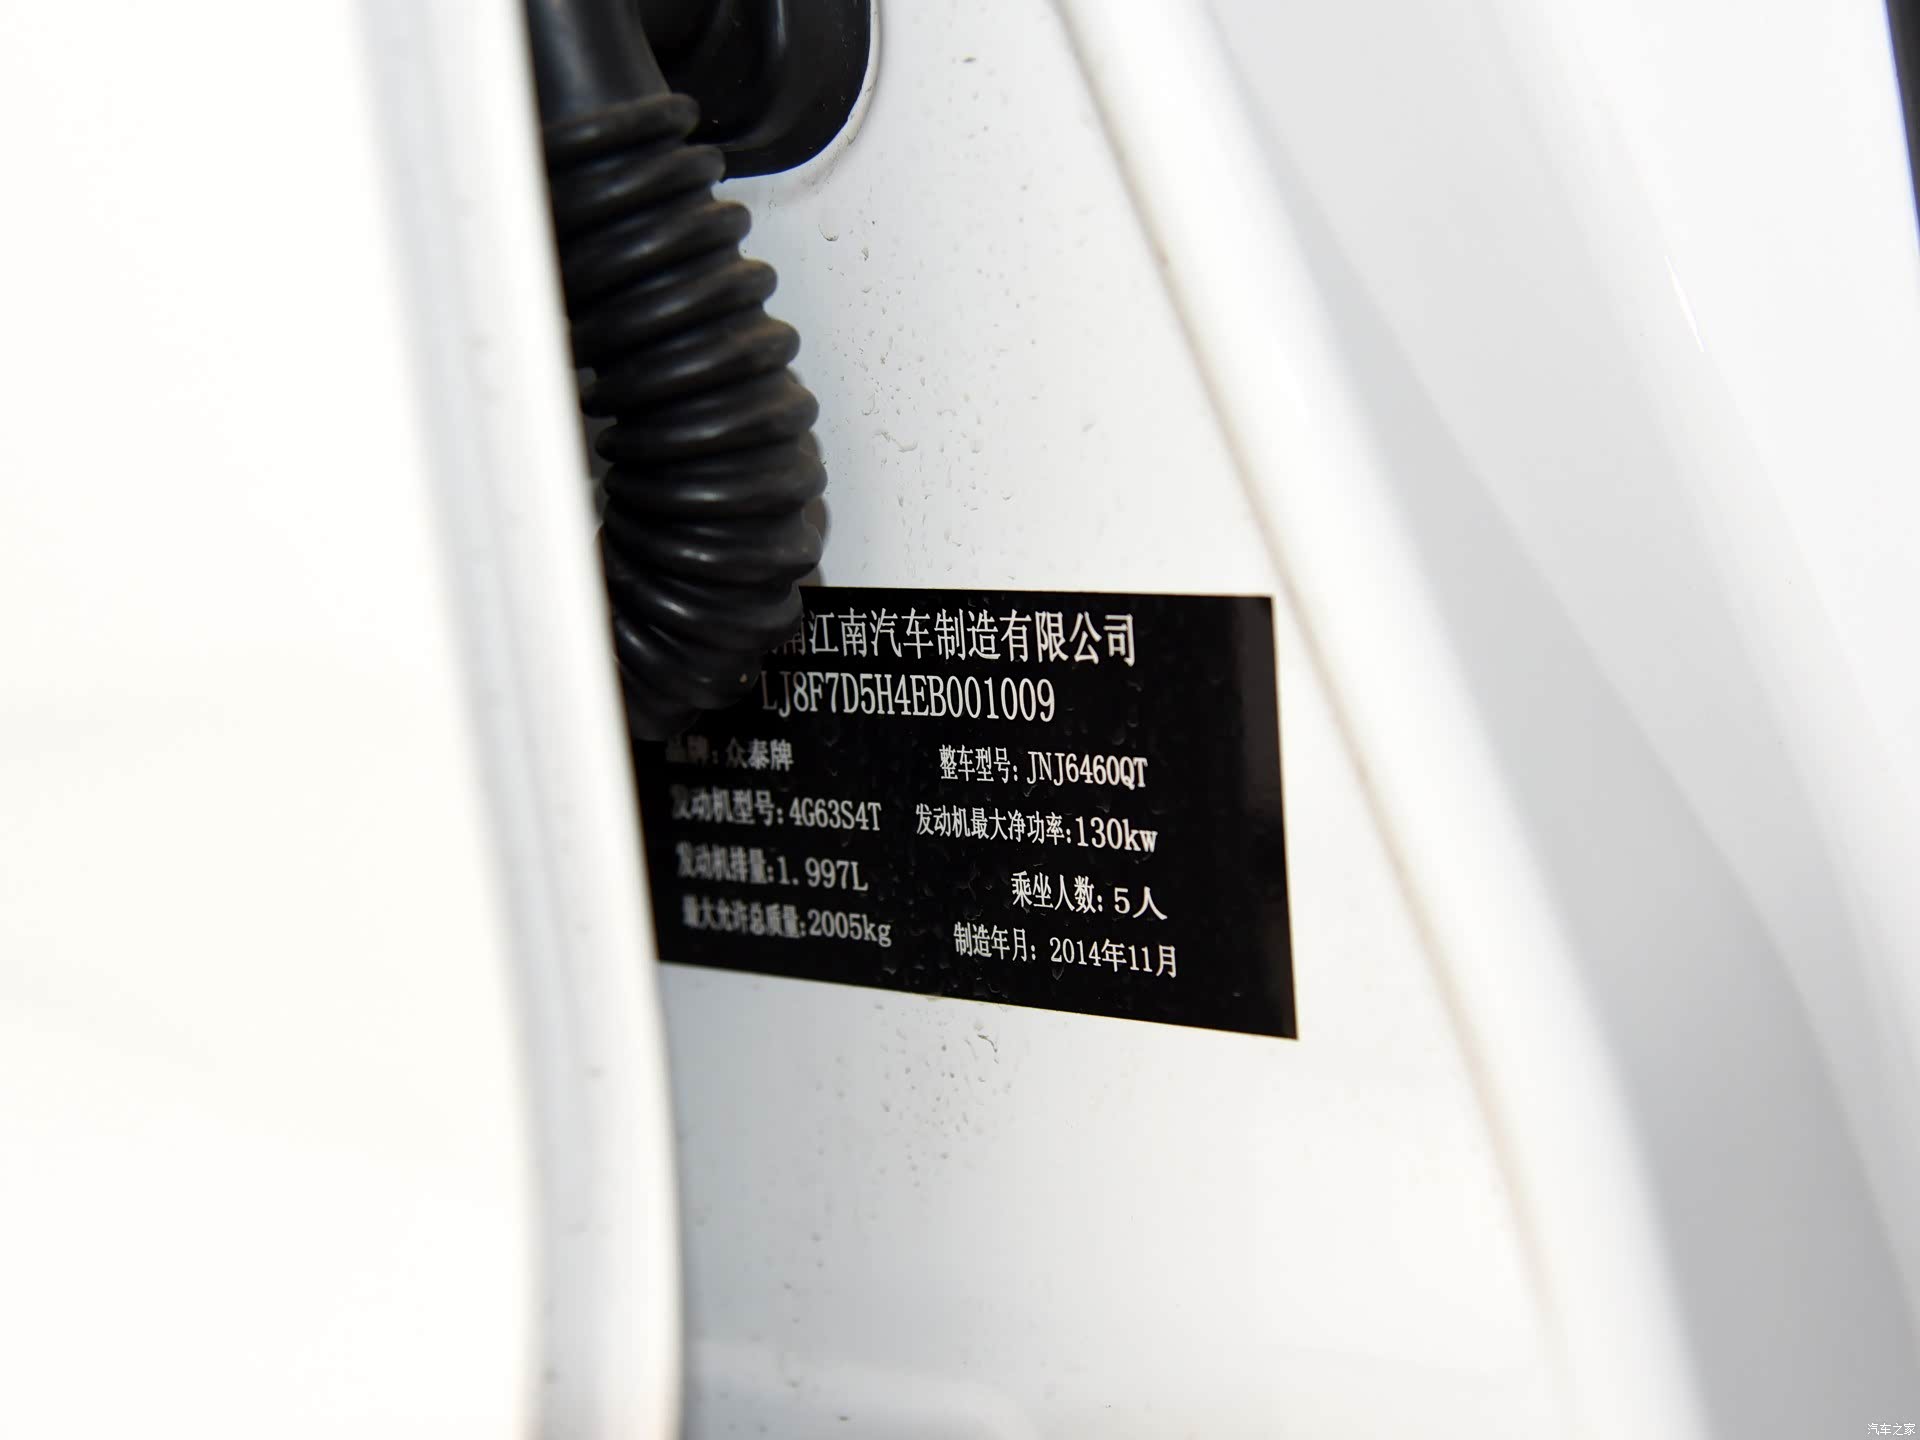 南江南汽车制造有限公司
LJ8F7D5H4EB001009
品牌:众泰牌 整车型号:JNJ6460QT
发动机型号:4G63S4T 发动机最大净功率:130kw
发动机排量:1.997L 乘坐人数:5人
最大允许总质量:2005kg 制造年月:2014年11月
汽车之家